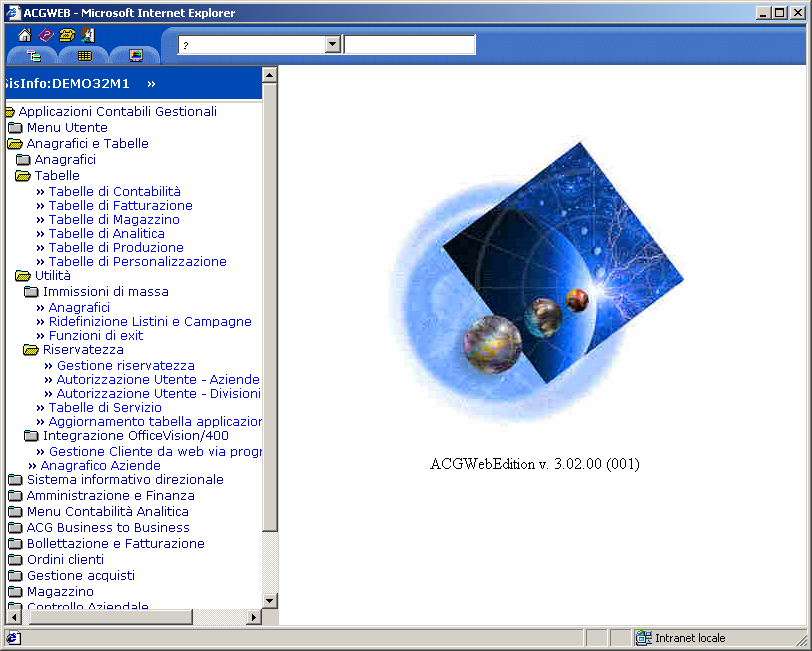 ACGWEB - Microsoft Internet Explorer
?
SisInfo:DEMO32M1 »
Applicazioni Contabili Gestionali
Menu Utente
Anagrafici e Tabelle
Anagrafici
Tabelle
» Tabelle di Contabilità
» Tabelle di Fatturazione
» Tabelle di Magazzino
» Tabelle di Analitica
» Tabelle di Produzione
» Tabelle di Personalizzazione
Utilità
Immissioni di massa
» Anagrafici
» Ridefinizione Listini e Campagne
» Funzioni di exit
Riservatezza
» Gestione riservatezza
» Autorizzazione Utente - Aziende
» Autorizzazione Utente - Divisioni
» Tabelle di Servizio
» Aggiornamento tabella applicazior
Integrazione OfficeVision/400
» Gestione Cliente da web via progr
» Anagrafico Aziende
Sistema informativo direzionale
Amministrazione e Finanza
Menu Contabilità Analitica
ACG Business to Business
Bollettazione e Fatturazione
Ordini clienti
Gestione acquisti
Magazzino
Controllo Aziendale
ACGWebEdition v. 3.02.00 (001)
Intranet locale